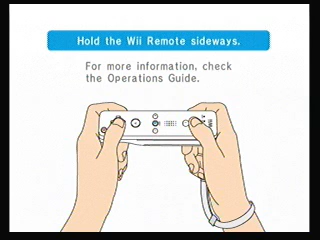 Hold the Wii Remote sideways.
For more information, check
the Operations Guide.